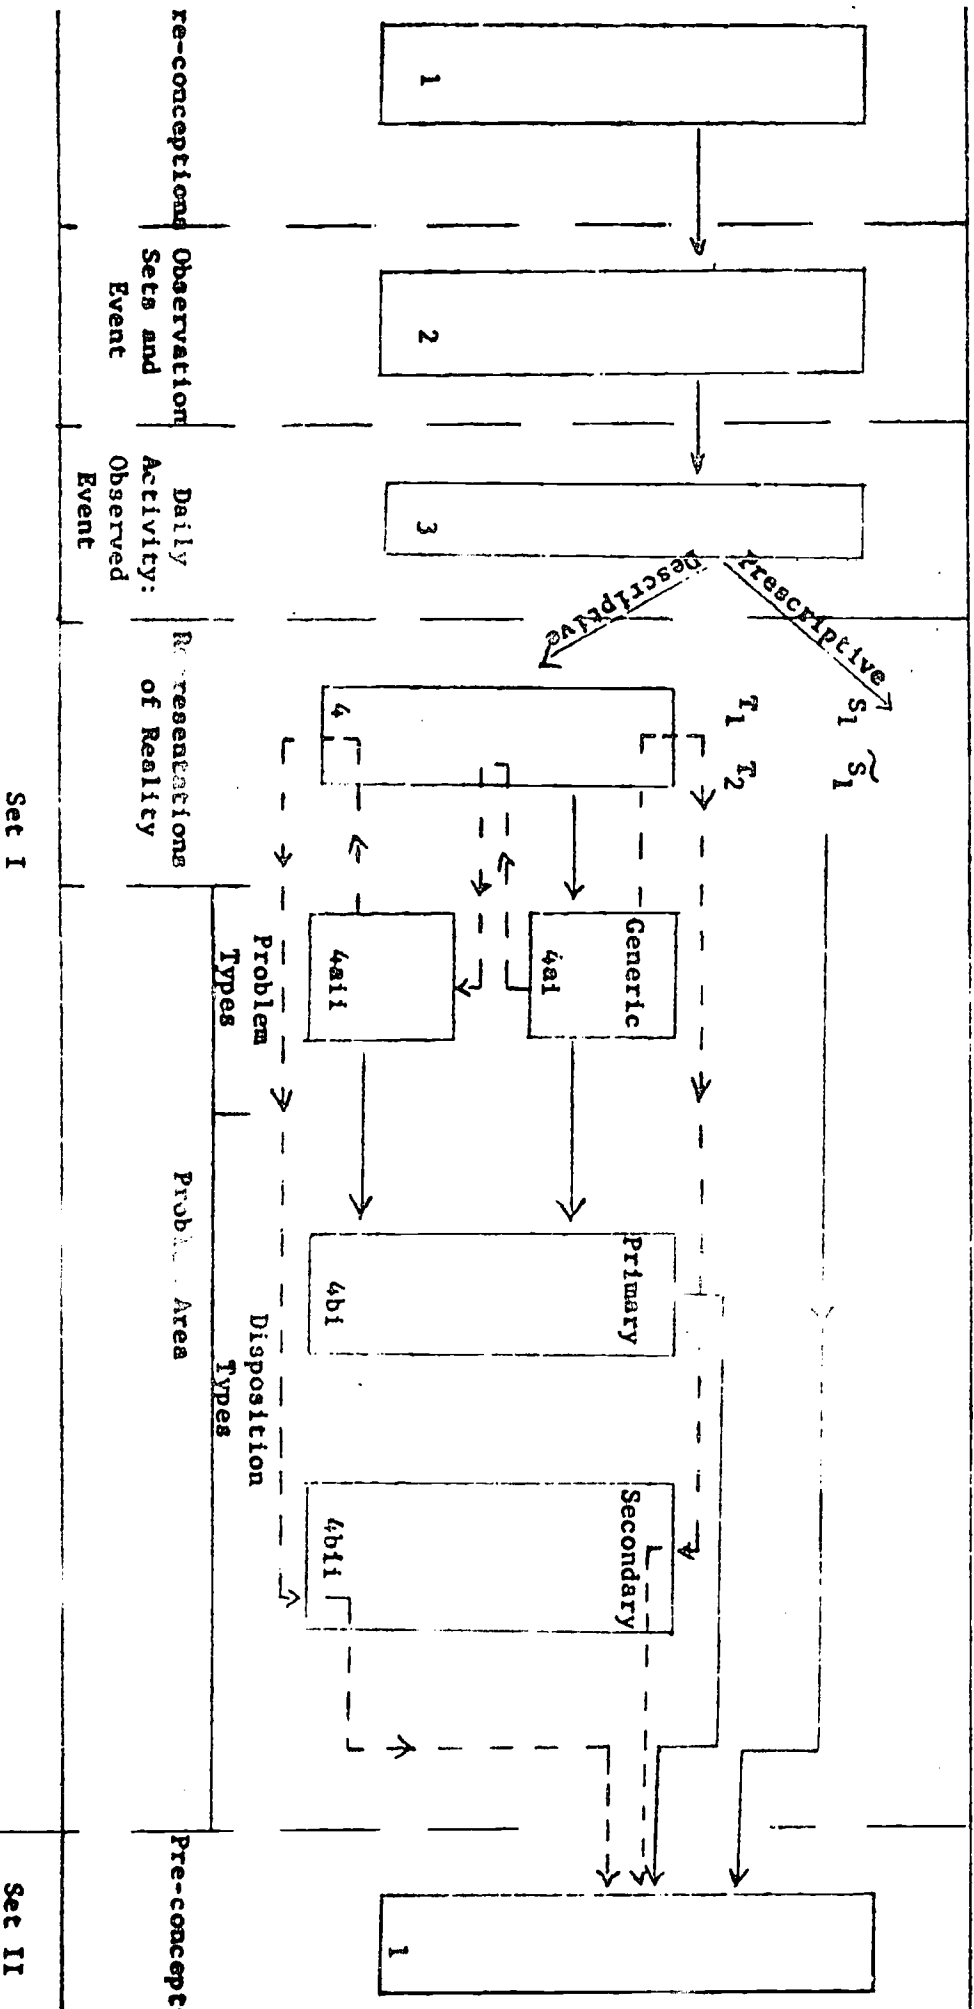 1
2
3
Prescriptive
Descriptive
S1 S̃1
T1 T2
4
Generic
4ai
4aii
Primary
4bi
Secondary
4bii
1
re-conceptions
Observation
Sets and
Event
Daily
Activity:
Observed
Event
of Reality
Problem
Types
Disposition
Types
Area
Pre-concept
Set I
Set II